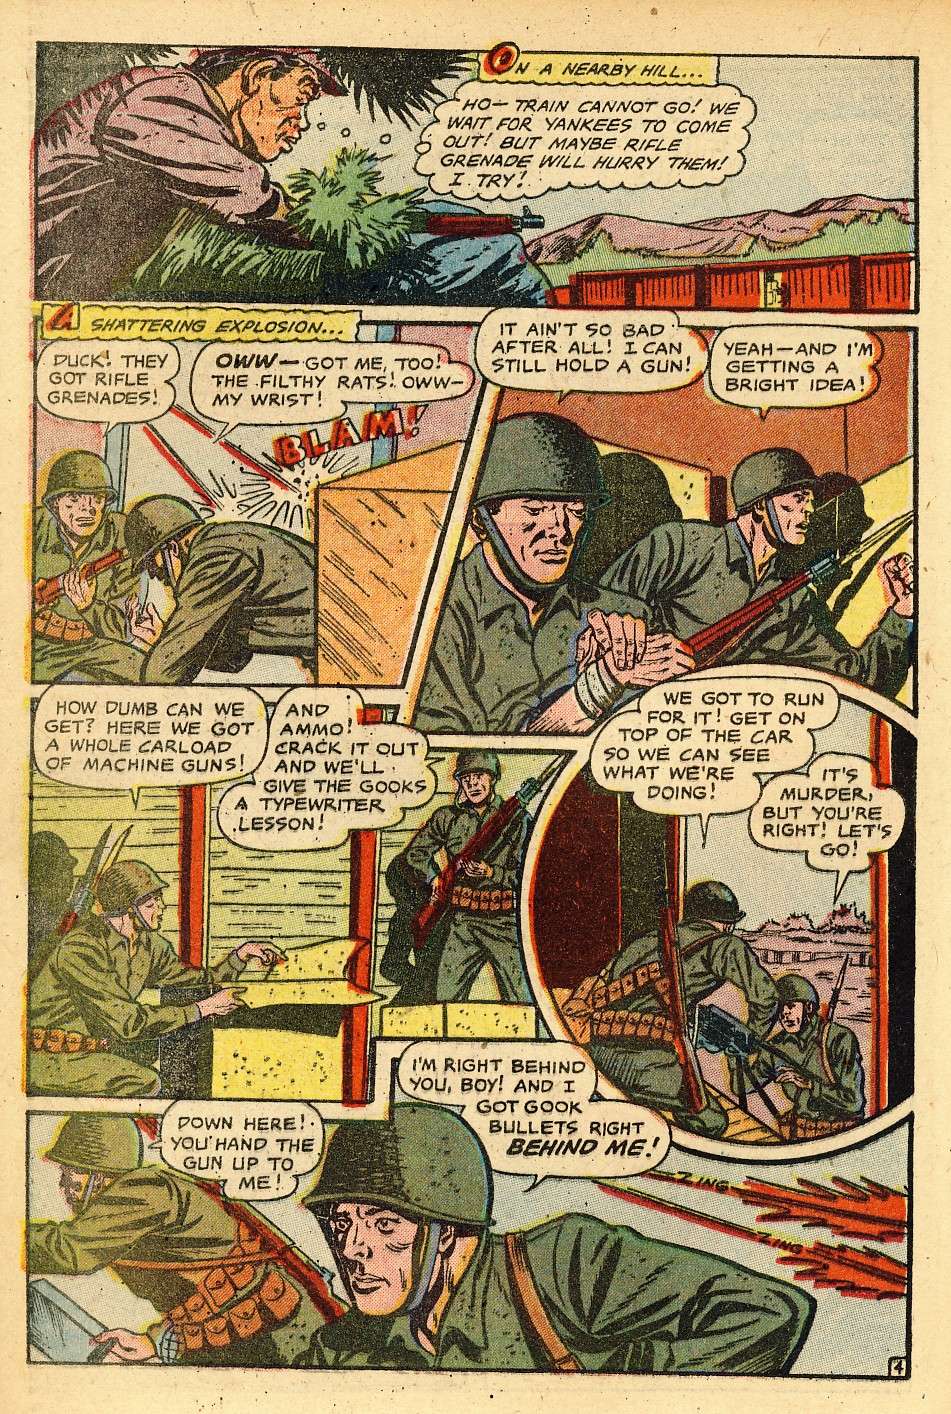 ON A NEARBY HILL...
HO— TRAIN CANNOT GO! WE
WAIT FOR YANKEES TO COME
OUT! BUT MAYBE RIFLE
GRENADE WILL HURRY THEM!
I TRY!
A SHATTERING EXPLOSION...
DUCK! THEY
GOT RIFLE
GRENADES!
OWW— GOT ME, TOO!
THE FILTHY RATS! OWW—
MY WRIST!
BLAM!
IT AIN'T SO BAD
AFTER ALL! I CAN
STILL HOLD A GUN!
YEAH—AND I'M
GETTING A
BRIGHT IDEA!
HOW DUMB CAN WE
GET? HERE WE GOT
A WHOLE CARLOAD
OF MACHINE GUNS!
AND
AMMO!
CRACK IT OUT
AND WE'LL
GIVE THE GOOKS
A TYPEWRITER
LESSON!
WE GOT TO RUN
FOR IT! GET ON
TOP OF THE CAR
SO WE CAN SEE
WHAT WE'RE
DOING!
IT'S
MURDER,
BUT YOU'RE
RIGHT! LET'S
GO!
DOWN HERE!
YOU HAND THE
GUN UP TO
ME!
I'M RIGHT BEHIND
YOU, BOY! AND I
GOT GOOK
BULLETS RIGHT
BEHIND ME!
ZING
ZING
4